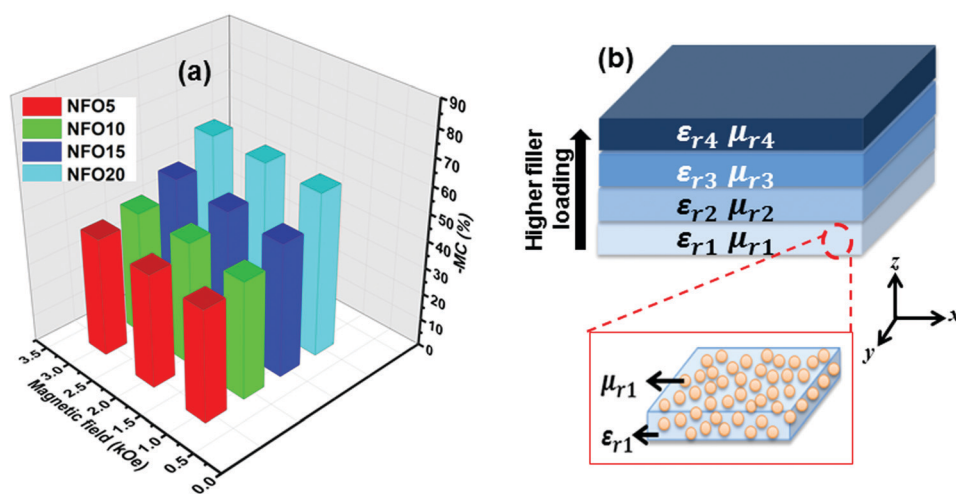 (a)
NFO5
NFO10
NFO15
NFO20
90
80
70
60
50
40
30
20
10
0
-MC (%)
3.5
3.0
2.5
2.0
1.5
1.0
0.5
0.0
Magnetic field (kOe)
(b)
Higher filler
loading
εr4 μr4
εr3 μr3
εr2 μr2
εr1 μr1
z
x
y
μr1
εr1